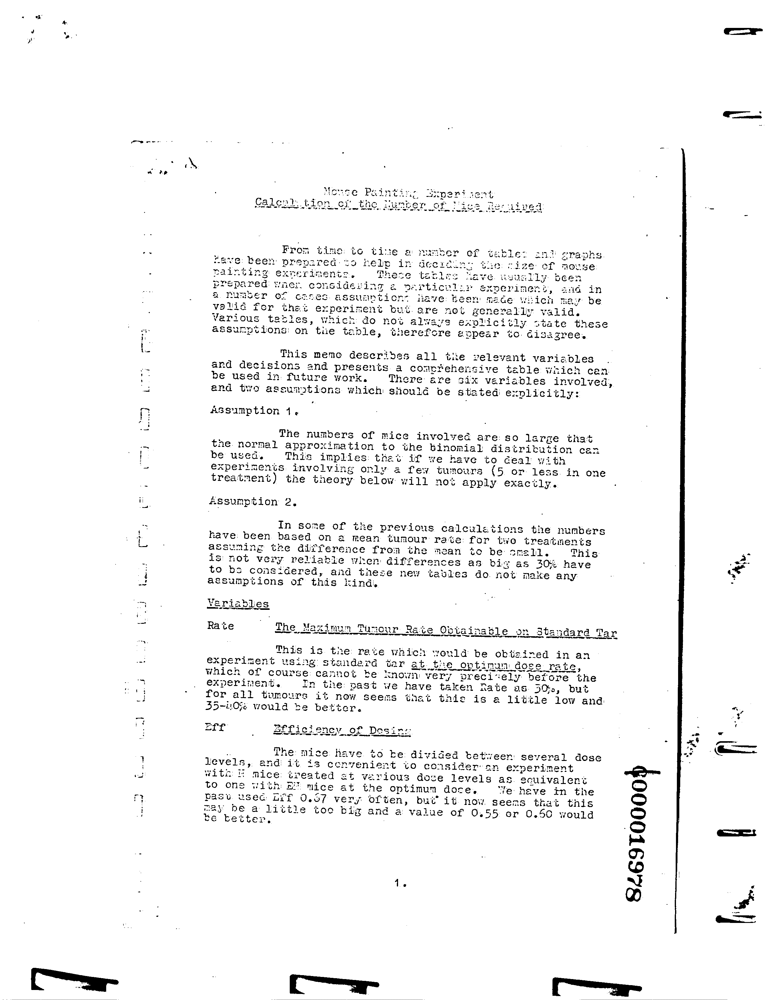 Mouse Painting Experiment
Calculation of the Number of Mice Required
From time to time a number of tables and graphs
have been prepared to help in deciding the size of mouse
painting experiments. These tables have usually been
prepared when considering a particular experiment, and in
a number of cases assumptions have been made which may be
valid for that experiment but are not generally valid.
Various tables, which do not always explicitly state these
assumptions on the table, therefore appear to disagree.
This memo describes all the relevant variables
and decisions and presents a comprehensive table which can
be used in future work. There are six variables involved,
and two assumptions which should be stated explicitly:
Assumption 1.
The numbers of mice involved are so large that
the normal approximation to the binomial distribution can
be used. This implies that if we have to deal with
experiments involving only a few tumours (5 or less in one
treatment) the theory below will not apply exactly.
Assumption 2.
In some of the previous calculations the numbers
have been based on a mean tumour rate for two treatments
assuming the difference from the mean to be small. This
is not very reliable when differences as big as 30% have
to be considered, and these new tables do not make any
assumptions of this kind.
Variables
Rate The Maximum Tumour Rate Obtainable on Standard Tar
This is the rate which would be obtained in an
experiment using standard tar at the optimum dose rate,
which of course cannot be known very precisely before the
experiment. In the past we have taken Rate as 30%, but
for all tumours it now seems that this is a little low and
35-40% would be better.
Eff Efficiency of Dosing
The mice have to be divided between several dose
levels, and it is convenient to consider an experiment
with mice treated at various dose levels as equivalent
to one with mice at the optimum dose. We have in the
past used Eff 0.67 very often, but it now seems that this
may be a little too big and a value of 0.55 or 0.60 would
be better.
1.
000016978